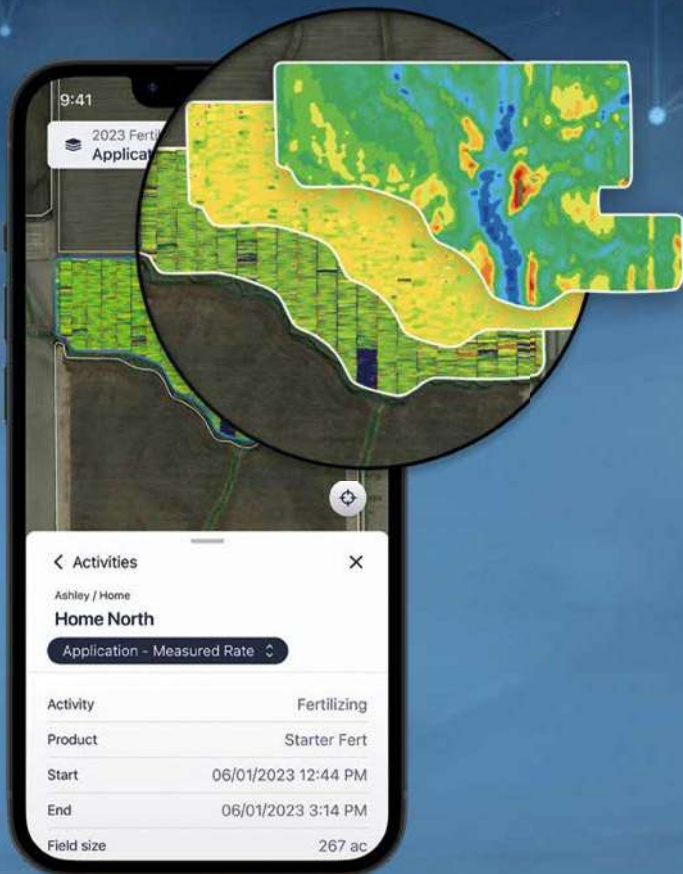 9:41
2023 Fertil
Applicat
Activities
Ashley / Home
Home North
Application - Measured Rate
Activity Fertilizing
Product Starter Fert
Start 06/01/2023 12:44 PM
End 06/01/2023 3:14 PM
Field size 267 ac